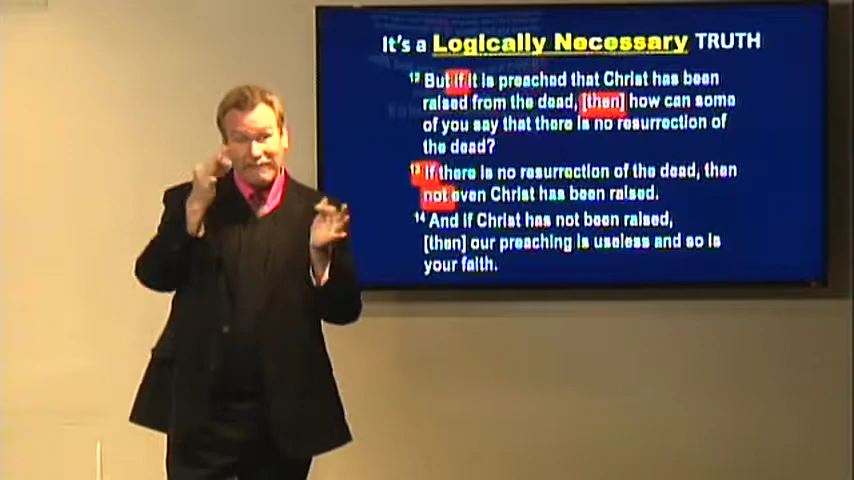 It's a Logically Necessary TRUTH
12 But if it is preached that Christ has been
raised from the dead, [then] how can some
of you say that there is no resurrection of
the dead?
13 If there is no resurrection of the dead, then
not even Christ has been raised.
14 And if Christ has not been raised,
[then] our preaching is useless and so is
your faith.